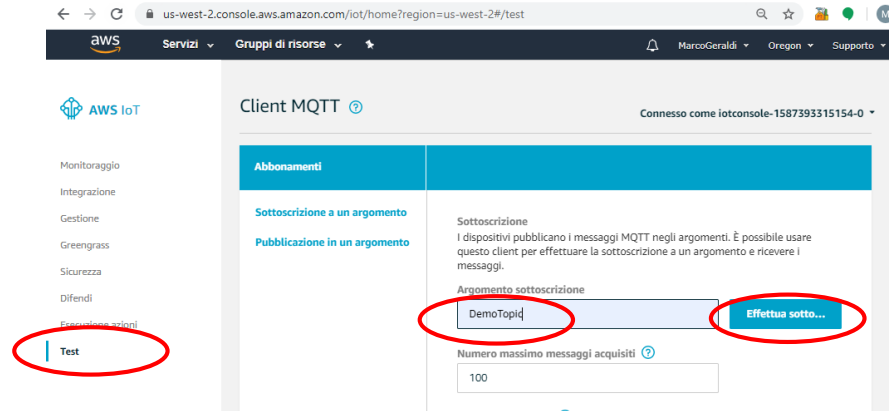 us-west-2.console.aws.amazon.com/iot/home?region=us-west-2#/test
M
aws
Servizi
Gruppi di risorse
MarcoGeraldi
Oregon
Supporto
AWS IoT
Client MQTT
Connesso come iotconsole-1587393315154-0
Monitoraggio
Integrazione
Gestione
Greengrass
Sicurezza
Difendi
Esecuzione azioni
Test
Abbonamenti
Sottoscrizione a un argomento
Pubblicazione in un argomento
Sottoscrizione
I dispositivi pubblicano i messaggi MQTT negli argomenti. È possibile usare
questo client per effettuare la sottoscrizione a un argomento e ricevere i
messaggi.
Argomento sottoscrizione
DemoTopic
Effettua sotto...
Numero massimo messaggi acquisiti
100